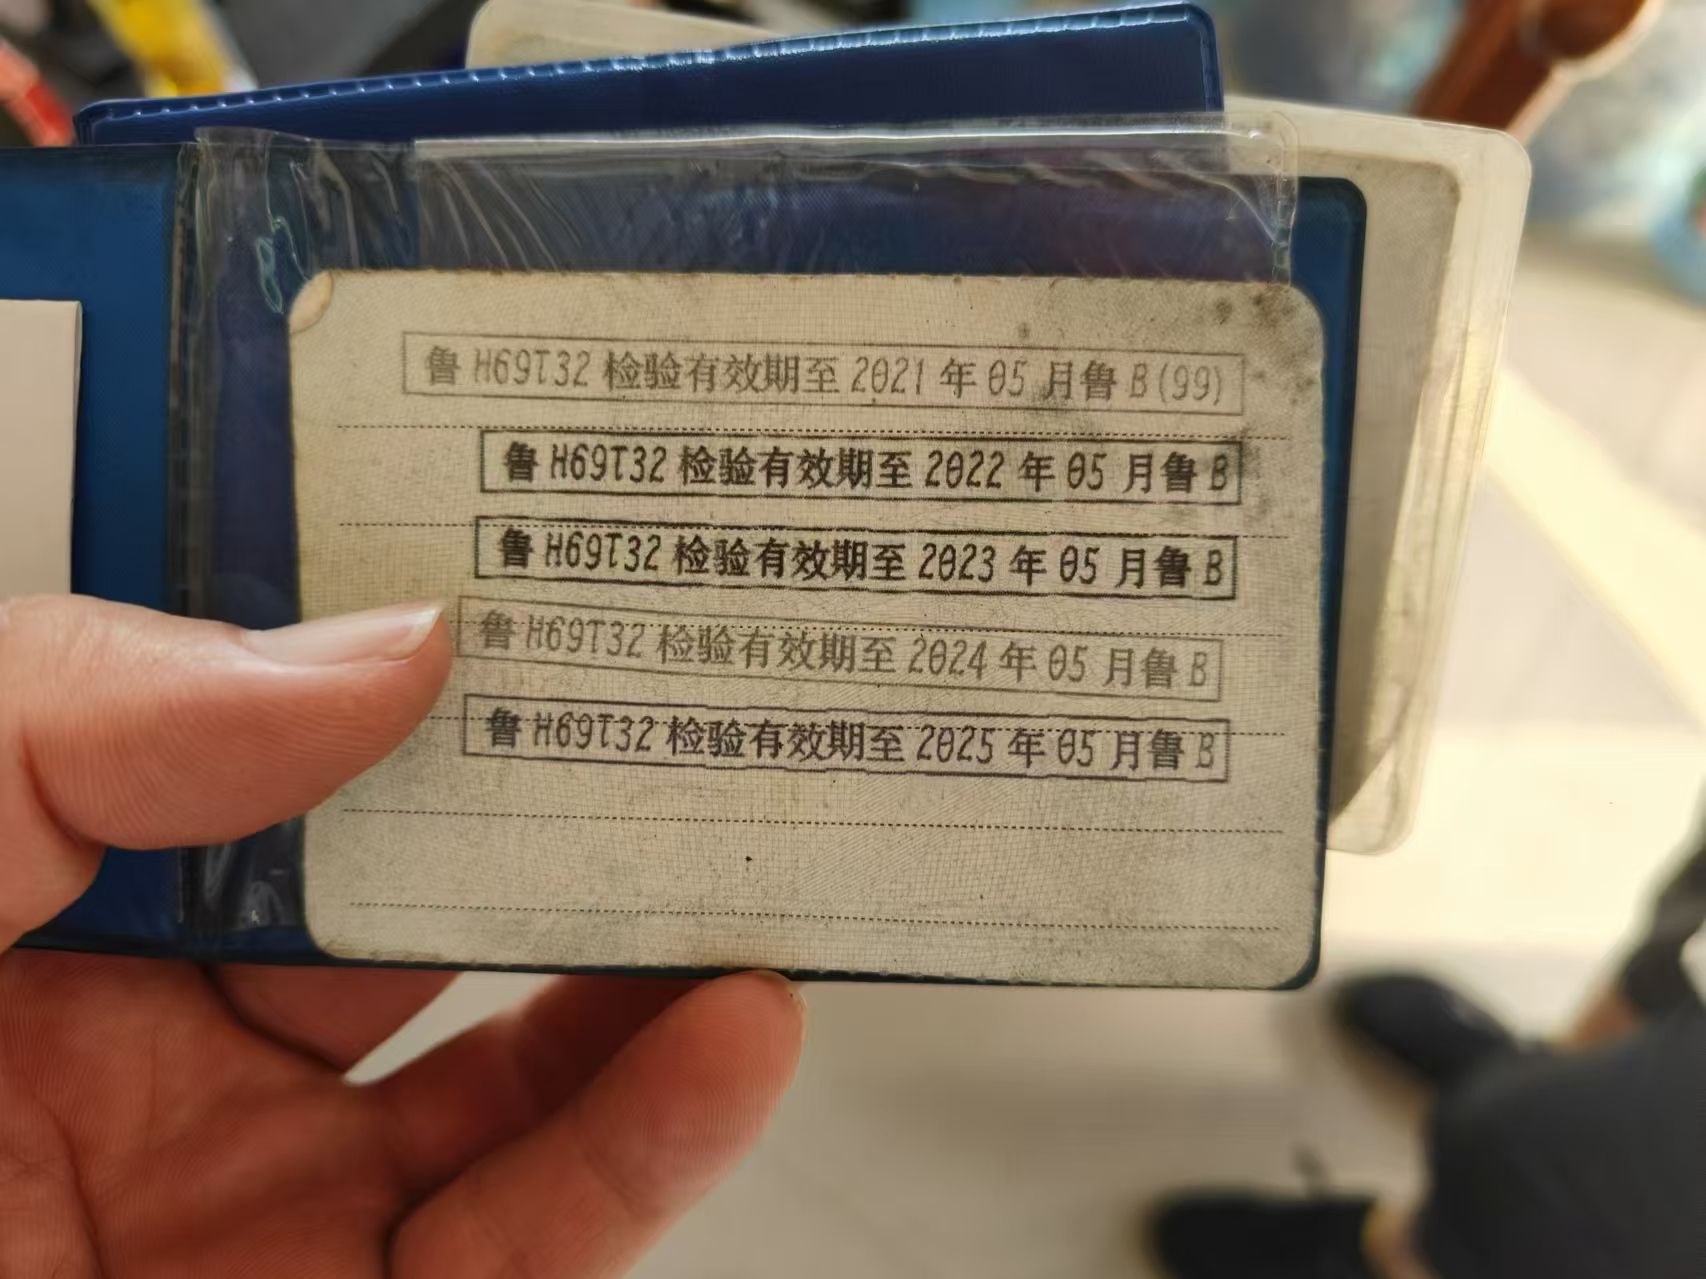 鲁 H69T32 检验有效期至 2021 年 05 月鲁 B(99)
鲁 H69T32 检验有效期至 2022 年 05 月鲁 B
鲁 H69T32 检验有效期至 2023 年 05 月鲁 B
鲁 H69T32 检验有效期至 2024 年 05 月鲁 B
鲁 H69T32 检验有效期至 2025 年 05 月鲁 B